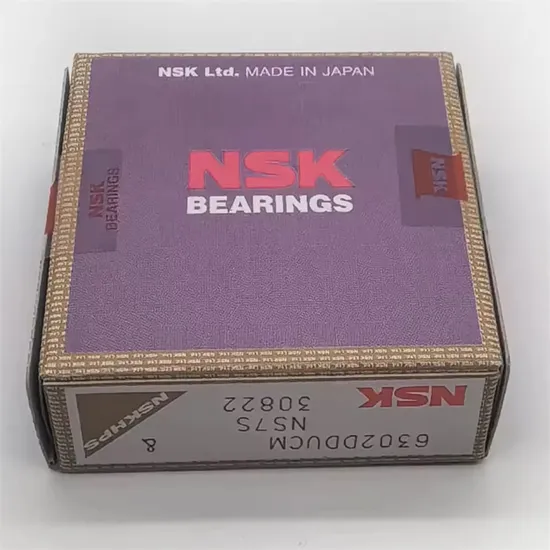 NSK Ltd. MADE IN JAPAN
NSK
BEARINGS
NSK
BEARINGS
NSK
NSK
6302DDUCM
NS7S
30822
NSKHPS